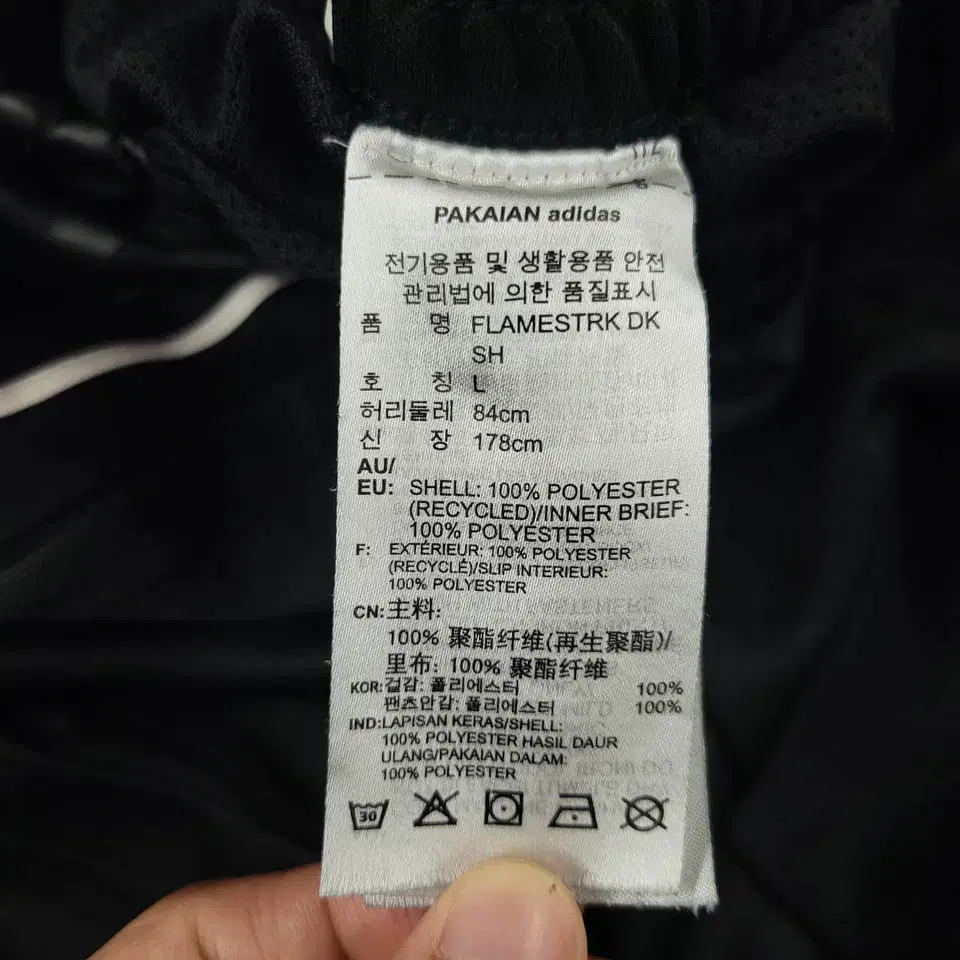 PAKAIAN adidas
전기용품 및 생활용품 안전
관리법에 의한 품질표시
품 명 FLAMESTRK DK
SH
호 칭 L
허리둘레 84cm
신 장 178cm
AU/
EU: SHELL: 100% POLYESTER
(RECYCLED)/INNER BRIEF:
100% POLYESTER
F: EXTÉRIEUR: 100% POLYESTER
(RECYCLÉ)/SLIP INTERIEUR:
100% POLYESTER
CN: 主料:
100% 聚酯纤维(再生聚酯)/
里布: 100% 聚酯纤维
KOR: 겉감: 폴리에스터 100%
팬츠안감: 폴리에스터 100%
IND: LAPISAN KERAS/SHELL:
100% POLYESTER HASIL DAUR
ULANG/PAKAIAN DALAM:
100% POLYESTER
30